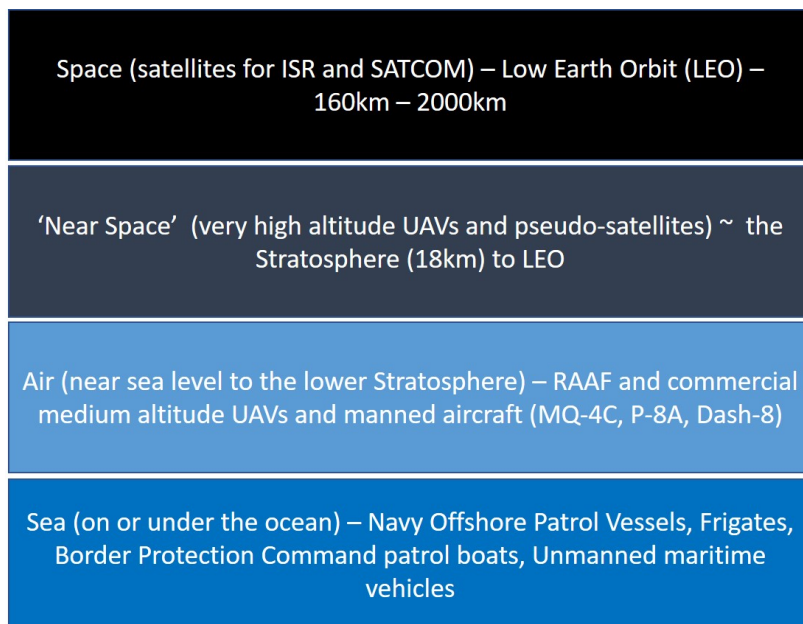 Space (satellites for ISR and SATCOM) – Low Earth Orbit (LEO) –
160km – 2000km
‘Near Space’  (very high altitude UAVs and pseudo-satellites) ~ the
Stratosphere (18km) to LEO
Air (near sea level to the lower Stratosphere) – RAAF and commercial
medium altitude UAVs and manned aircraft (MQ-4C, P-8A, Dash-8)
Sea (on or under the ocean) – Navy Offshore Patrol Vessels, Frigates,
Border Protection Command patrol boats, Unmanned maritime
vehicles